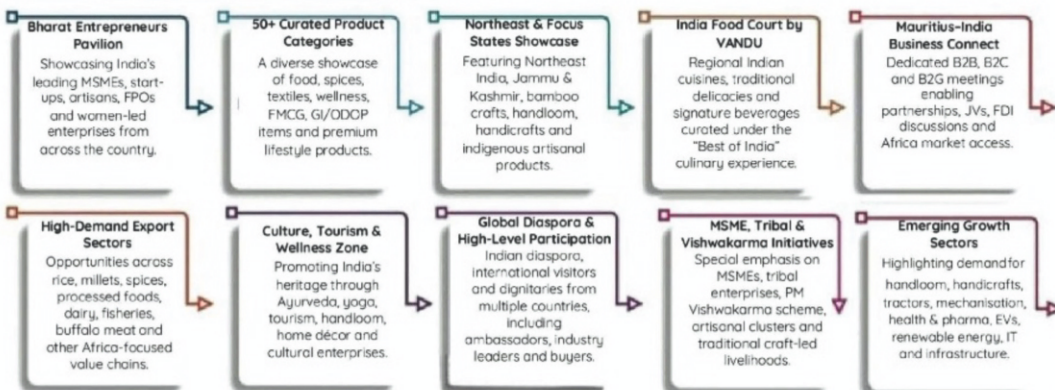 Bharat Entrepreneurs
Pavilion
Showcasing India's
leading MSMEs, start-
ups, artisans, FPOs
and women-led
enterprises from
across the country.
50+ Curated Product
Categories
A diverse showcase
of food, spices,
textiles, wellness,
FMCG, GI/ODOP
items and premium
lifestyle products.
Northeast & Focus
States Showcase
Featuring Northeast
India, Jammu &
Kashmir, bamboo
crafts, handloom,
handicrafts and
indigenous artisanal
products.
India Food Court by
VANDU
Regional Indian
cuisines, traditional
delicacies and
signature beverages
curated under the
"Best of India"
culinary experience.
Mauritius-India
Business Connect
Dedicated B2B, B2C
and B2G meetings
enabling
partnerships, JVs, FDI
discussions and
Africa market access.
High-Demand Export
Sectors
Opportunities across
rice, millets, spices,
processed foods,
dairy, fisheries,
buffalo meat and
other Africa-focused
value chains.
Culture, Tourism &
Wellness Zone
Promoting India's
heritage through
Ayurveda, yoga,
tourism, handloom,
home décor and
cultural enterprises.
Global Diaspora &
High-Level Participation
Indian diaspora,
international visitors
and dignitaries from
multiple countries,
including
ambassadors, industry
leaders and buyers.
MSME, Tribal &
Vishwakarma Initiatives
Special emphasis on
MSMEs, tribal
enterprises, PM
Vishwakarma scheme,
artisanal clusters and
traditional craft-led
livelihoods.
Emerging Growth
Sectors
Highlighting demand for
handloom, handicrafts,
tractors, mechanisation,
health & pharma, EVs,
renewable energy, IT
and infrastructure.